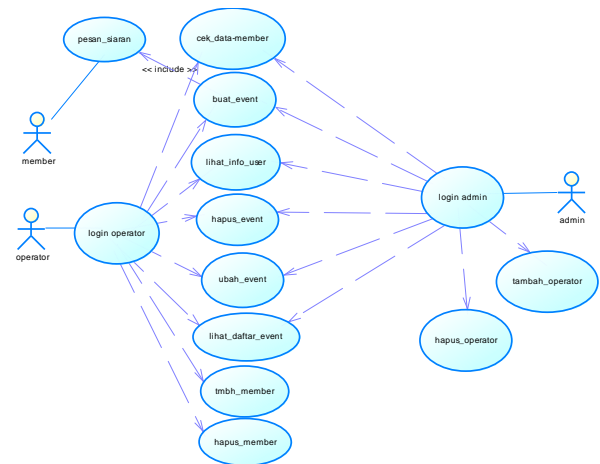 pesan_siaran
cek_data-member
<< include >>
buat_event
member
lihat_info_user
login admin
admin
hapus_event
login operator
operator
ubah_event
tambah_operator
lihat_daftar_event
hapus_operator
tmbh_member
hapus_member